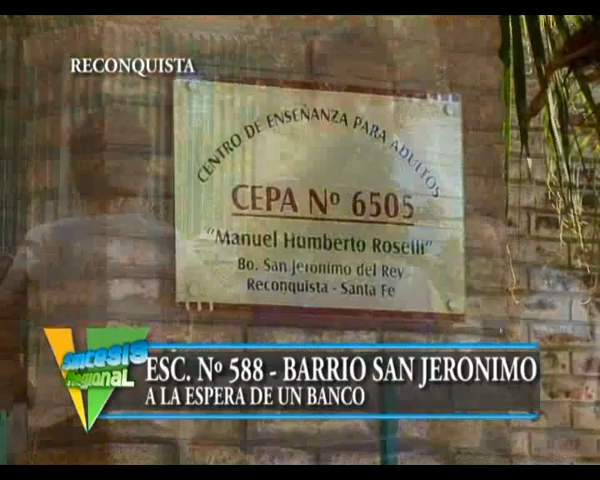 RECONQUISTA
CENTRO DE ENSEÑANZA PARA ADULTOS
CEPA Nº 6505
"Manuel Humberto Roselli"
Bo. San Jeronimo del Rey
Reconquista - Santa Fe
Sintesis
Regional
ESC. Nº 588 - BARRIO SAN JERONIMO
A LA ESPERA DE UN BANCO